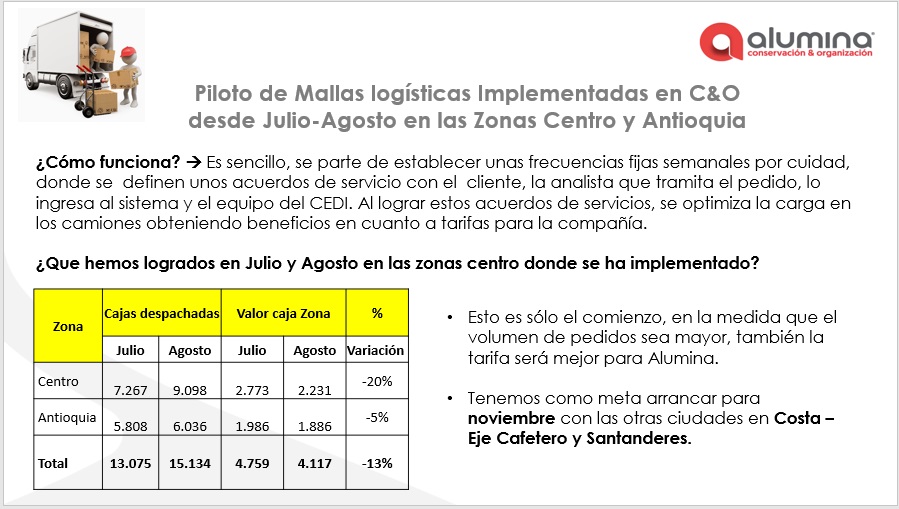 alumina
conservación & organización
Piloto de Mallas logísticas Implementadas en C&O
desde Julio-Agosto en las Zonas Centro y Antioquia
¿Cómo funciona? → Es sencillo, se parte de establecer unas frecuencias fijas semanales por cuidad,
donde se definen unos acuerdos de servicio con el cliente, la analista que tramita el pedido, lo
ingresa al sistema y el equipo del CEDI. Al lograr estos acuerdos de servicios, se optimiza la carga en
los camiones obteniendo beneficios en cuanto a tarifas para la compañía.
¿Que hemos logrados en Julio y Agosto en las zonas centro donde se ha implementado?
Zona Cajas despachadas Valor caja Zona %
Julio Agosto Julio Agosto Variación
Centro 7.267 9.098 2.773 2.231 -20%
Antioquia 5.808 6.036 1.986 1.886 -5%
Total 13.075 15.134 4.759 4.117 -13%
• Esto es sólo el comienzo, en la medida que el
volumen de pedidos sea mayor, también la
tarifa será mejor para Alumina.
• Tenemos como meta arrancar para
noviembre con las otras ciudades en Costa –
Eje Cafetero y Santanderes.